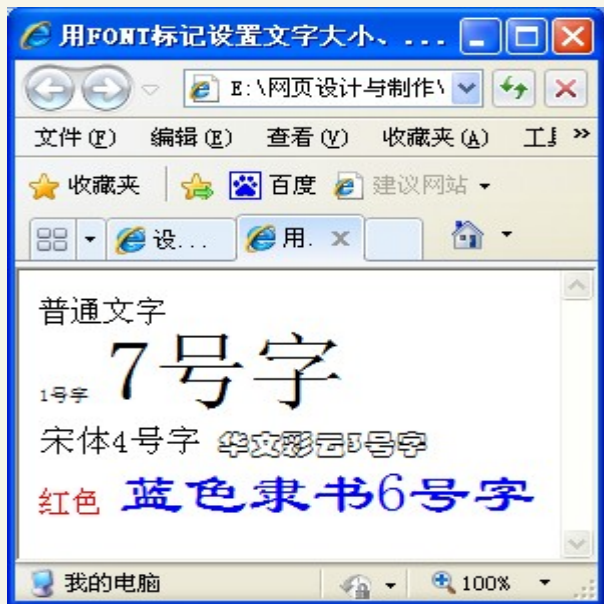 用FONT标记设置文字大小、...
E:\网页设计与制作\
文件(F) 编辑(E) 查看(V) 收藏夹(A) 工具 »
收藏夹 百度 建议网站
设... 用.
普通文字
1号字 7号字
宋体4号字 华文彩云3号字
红色 蓝色隶书6号字
我的电脑 100%